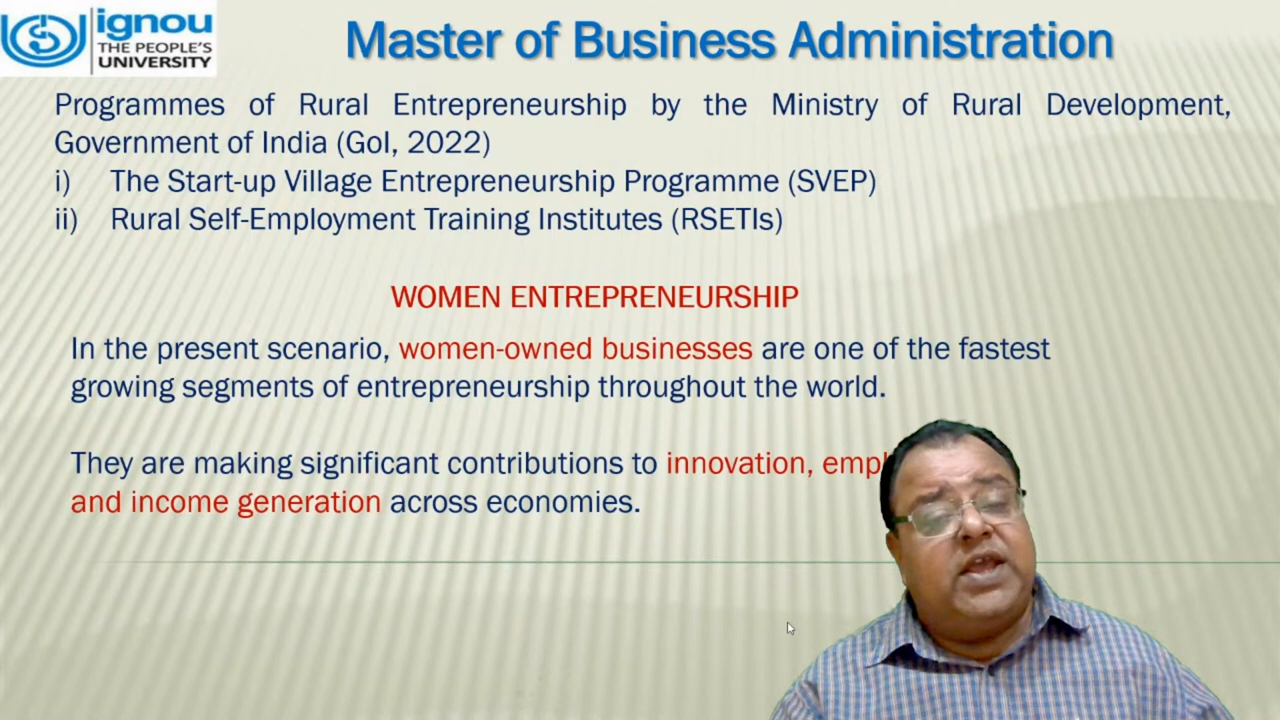 ignou
THE PEOPLE'S
UNIVERSITY
Master of Business Administration
Programmes of Rural Entrepreneurship by the Ministry of Rural Development,
Government of India (GoI, 2022)
i) The Start-up Village Entrepreneurship Programme (SVEP)
ii) Rural Self-Employment Training Institutes (RSETIs)
WOMEN ENTREPRENEURSHIP
In the present scenario, women-owned businesses are one of the fastest
growing segments of entrepreneurship throughout the world.
They are making significant contributions to innovation,
and income generation across economies.